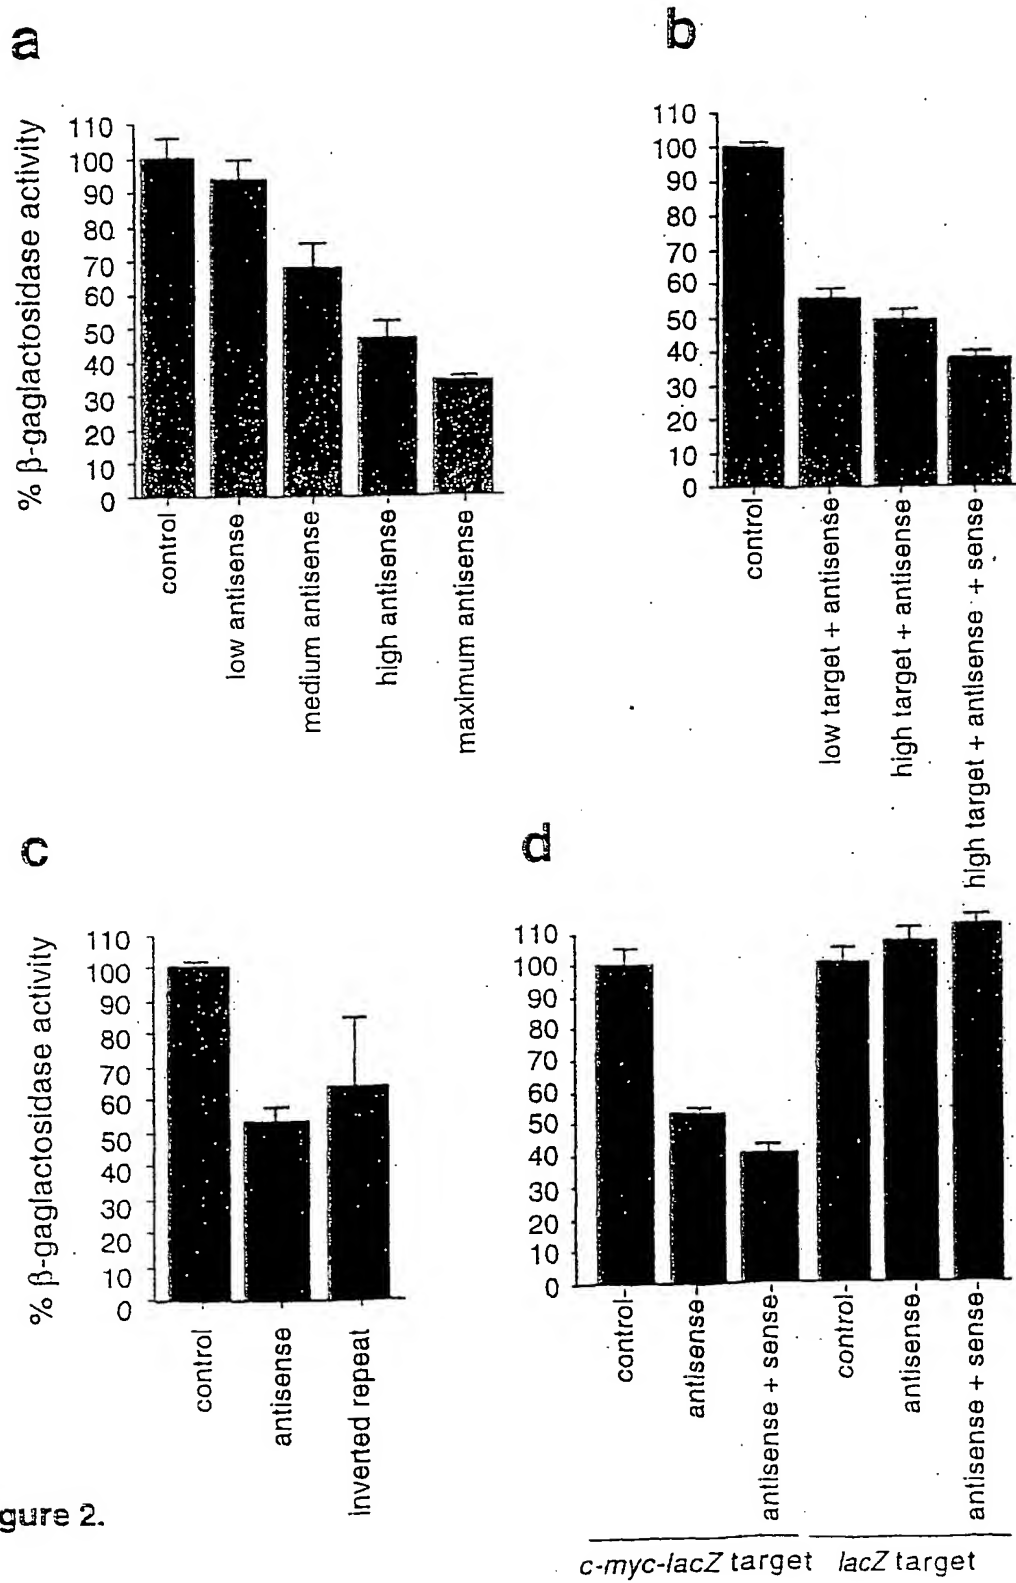 a
% β-gaglactosidase activity
110
100
90
80
70
60
50
40
30
20
10
0
control
low antisense
medium antisense
high antisense
maximum antisense
b
110
100
90
80
70
60
50
40
30
20
10
0
control
low target + antisense
high target + antisense
high target + antisense + sense
c
% β-gaglactosidase activity
110
100
90
80
70
60
50
40
30
20
10
0
control
antisense
inverted repeat
d
110
100
90
80
70
60
50
40
30
20
10
0
control
antisense
antisense + sense
control
antisense
antisense + sense
c-myc-lacZ target
lacZ target
gure 2.